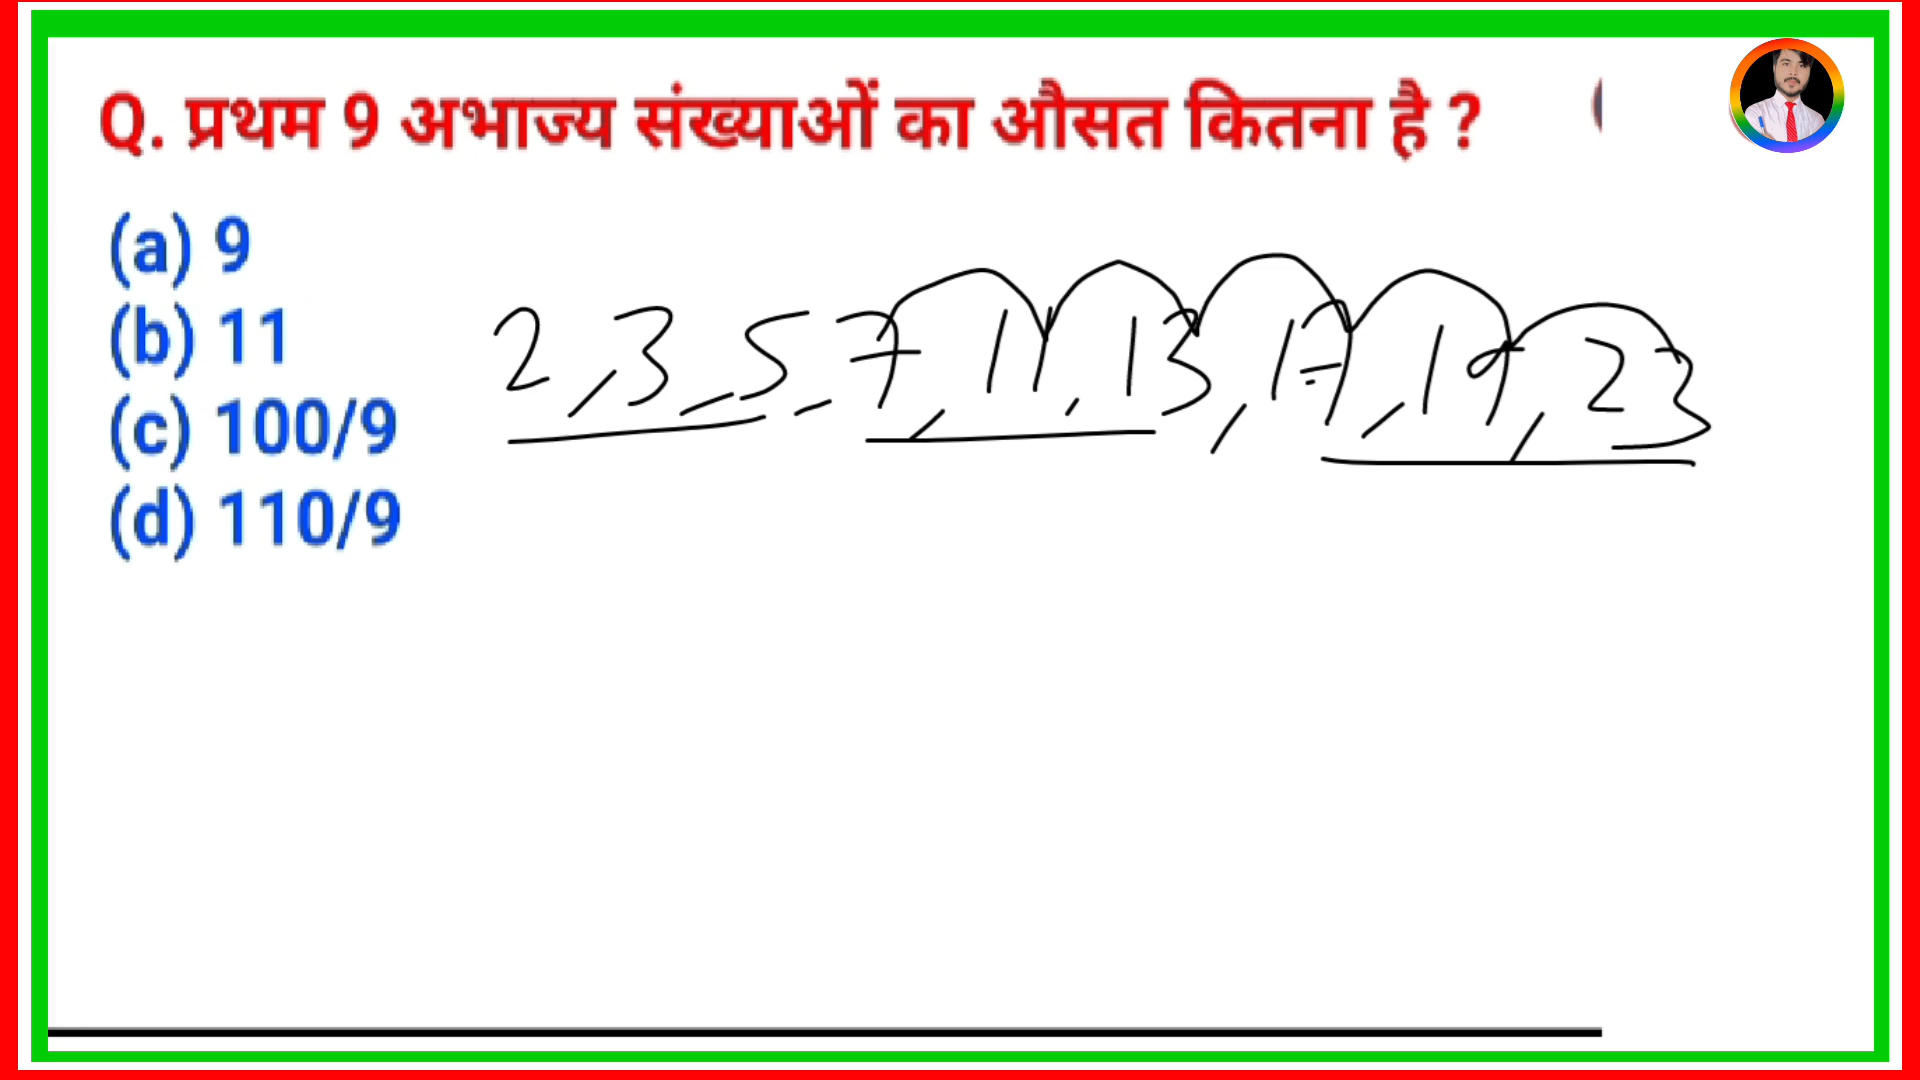 Q. प्रथम 9 अभाज्य संख्याओं का औसत कितना है ?
(a) 9
(b) 11
(c) 100/9
(d) 110/9
2,3,5,7,11,13,17,19,23